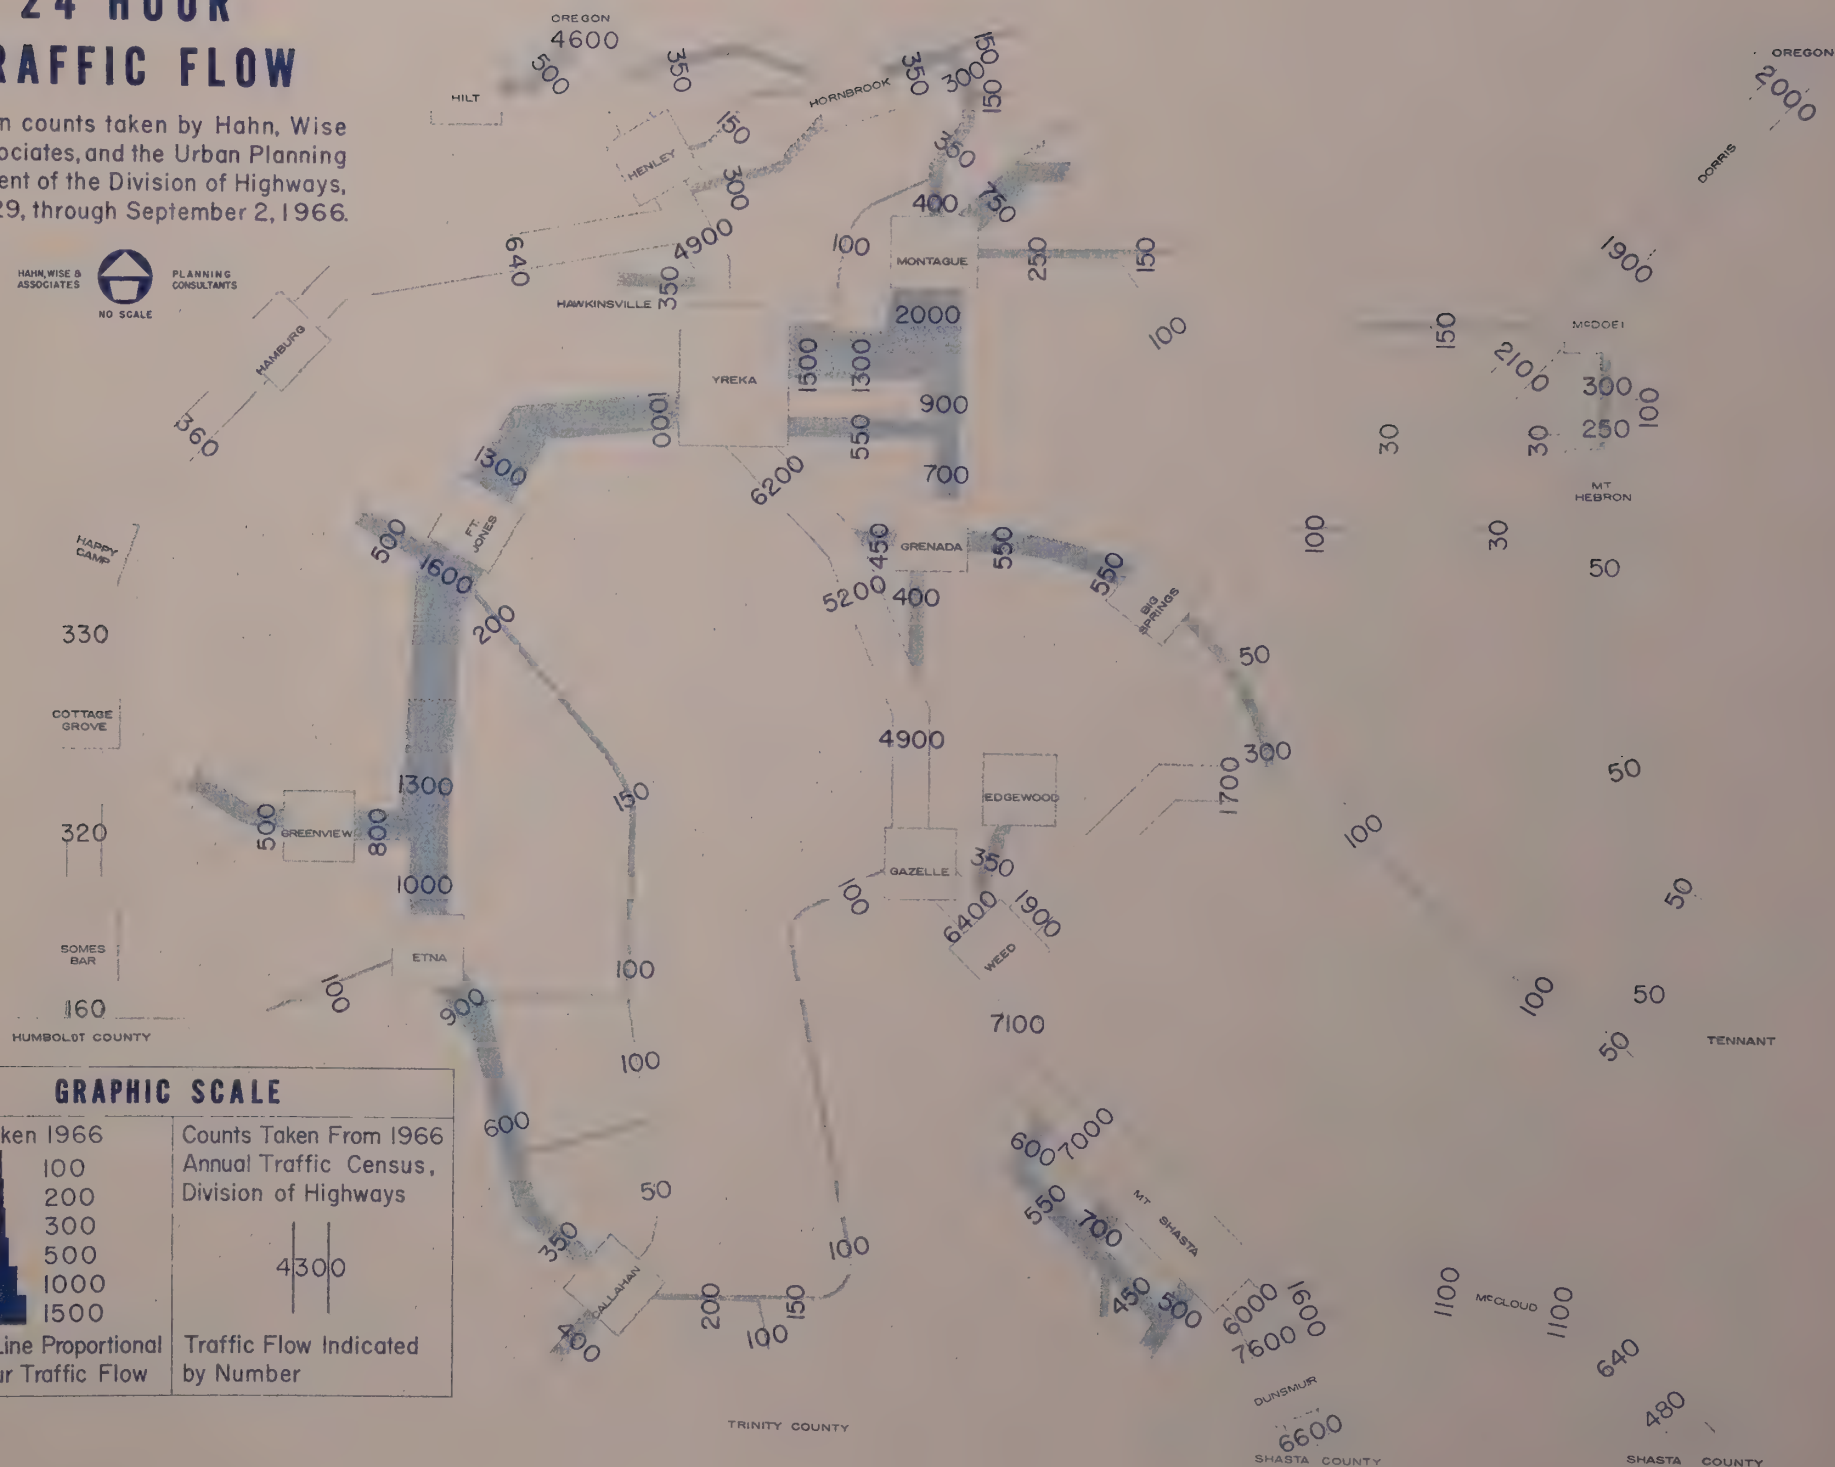 24 HOUR
RAFFIC FLOW
n counts taken by Hahn, Wise
ociates, and the Urban Planning
ent of the Division of Highways,
29, through September 2, 1966.
HAHN, WISE &
ASSOCIATES
PLANNING
CONSULTANTS
NO SCALE
OREGON
4600
500
350
HILT
150
HENLEY
300
HORNBROOK
350
300
150
150
350
400
750
OREGON
2000
DORRIS
640
4900
350
HAWKINSVILLE
100
MONTAGUE
250
150
100
1900
HAMBURG
360
YREKA
2000
1500
1300
900
550
700
1000
1300
6200
150
McDOEL
2100
300
100
250
30
30
MT
HEBRON
HAPPY
CAMP
500
FT.
JONES
1600
200
450
GRENADA
550
550
5200
400
BIG
SPRINGS
100
30
50
330
50
COTTAGE
GROVE
4900
300
1700
50
1300
150
EDGEWOOD
320
500
GREENVIEW
800
1000
GAZELLE
350
100
100
6400
1900
WEED
50
SOMES
BAR
ETNA
100
900
100
160
HUMBOLDT COUNTY
7100
100
50
50
TENNANT
100
GRAPHIC SCALE
ken 1966
100
200
300
500
1000
1500
ine Proportional
ur Traffic Flow
Counts Taken From 1966
Annual Traffic Census,
Division of Highways
4300
Traffic Flow Indicated
by Number
600
50
350
CALLAHAN
400
200
150
100
100
600
7000
550
700
MT
SHASTA
450
500
6000
1600
7600
DUNSMUIR
6600
SHASTA COUNTY
1100
McCLOUD
1100
640
480
SHASTA COUNTY
TRINITY COUNTY